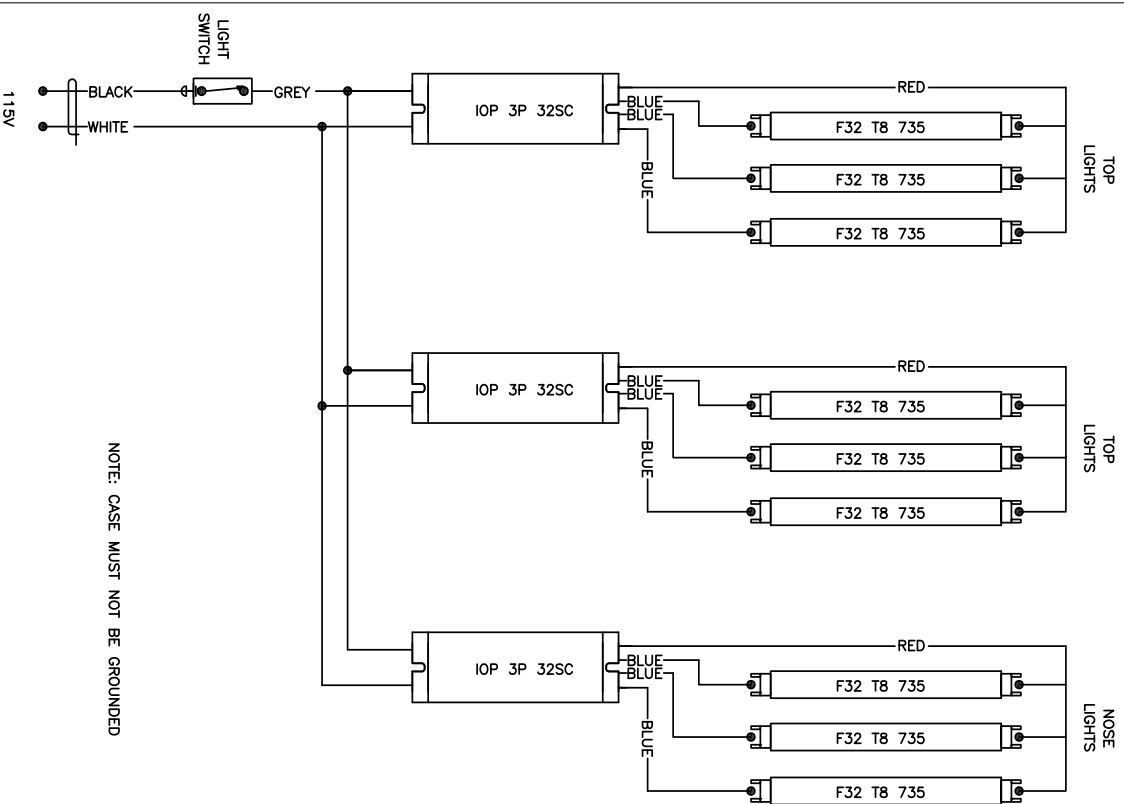 LIGHT
SWITCH
115V
BLACK
GREY
WHITE
IOP 3P 32SC
RED
BLUE
BLUE
BLUE
F32 T8 735
F32 T8 735
F32 T8 735
TOP
LIGHTS
IOP 3P 32SC
RED
BLUE
BLUE
BLUE
F32 T8 735
F32 T8 735
F32 T8 735
TOP
LIGHTS
NOTE: CASE MUST NOT BE GROUNDED
IOP 3P 32SC
RED
BLUE
BLUE
BLUE
F32 T8 735
F32 T8 735
F32 T8 735
NOSE
LIGHTS